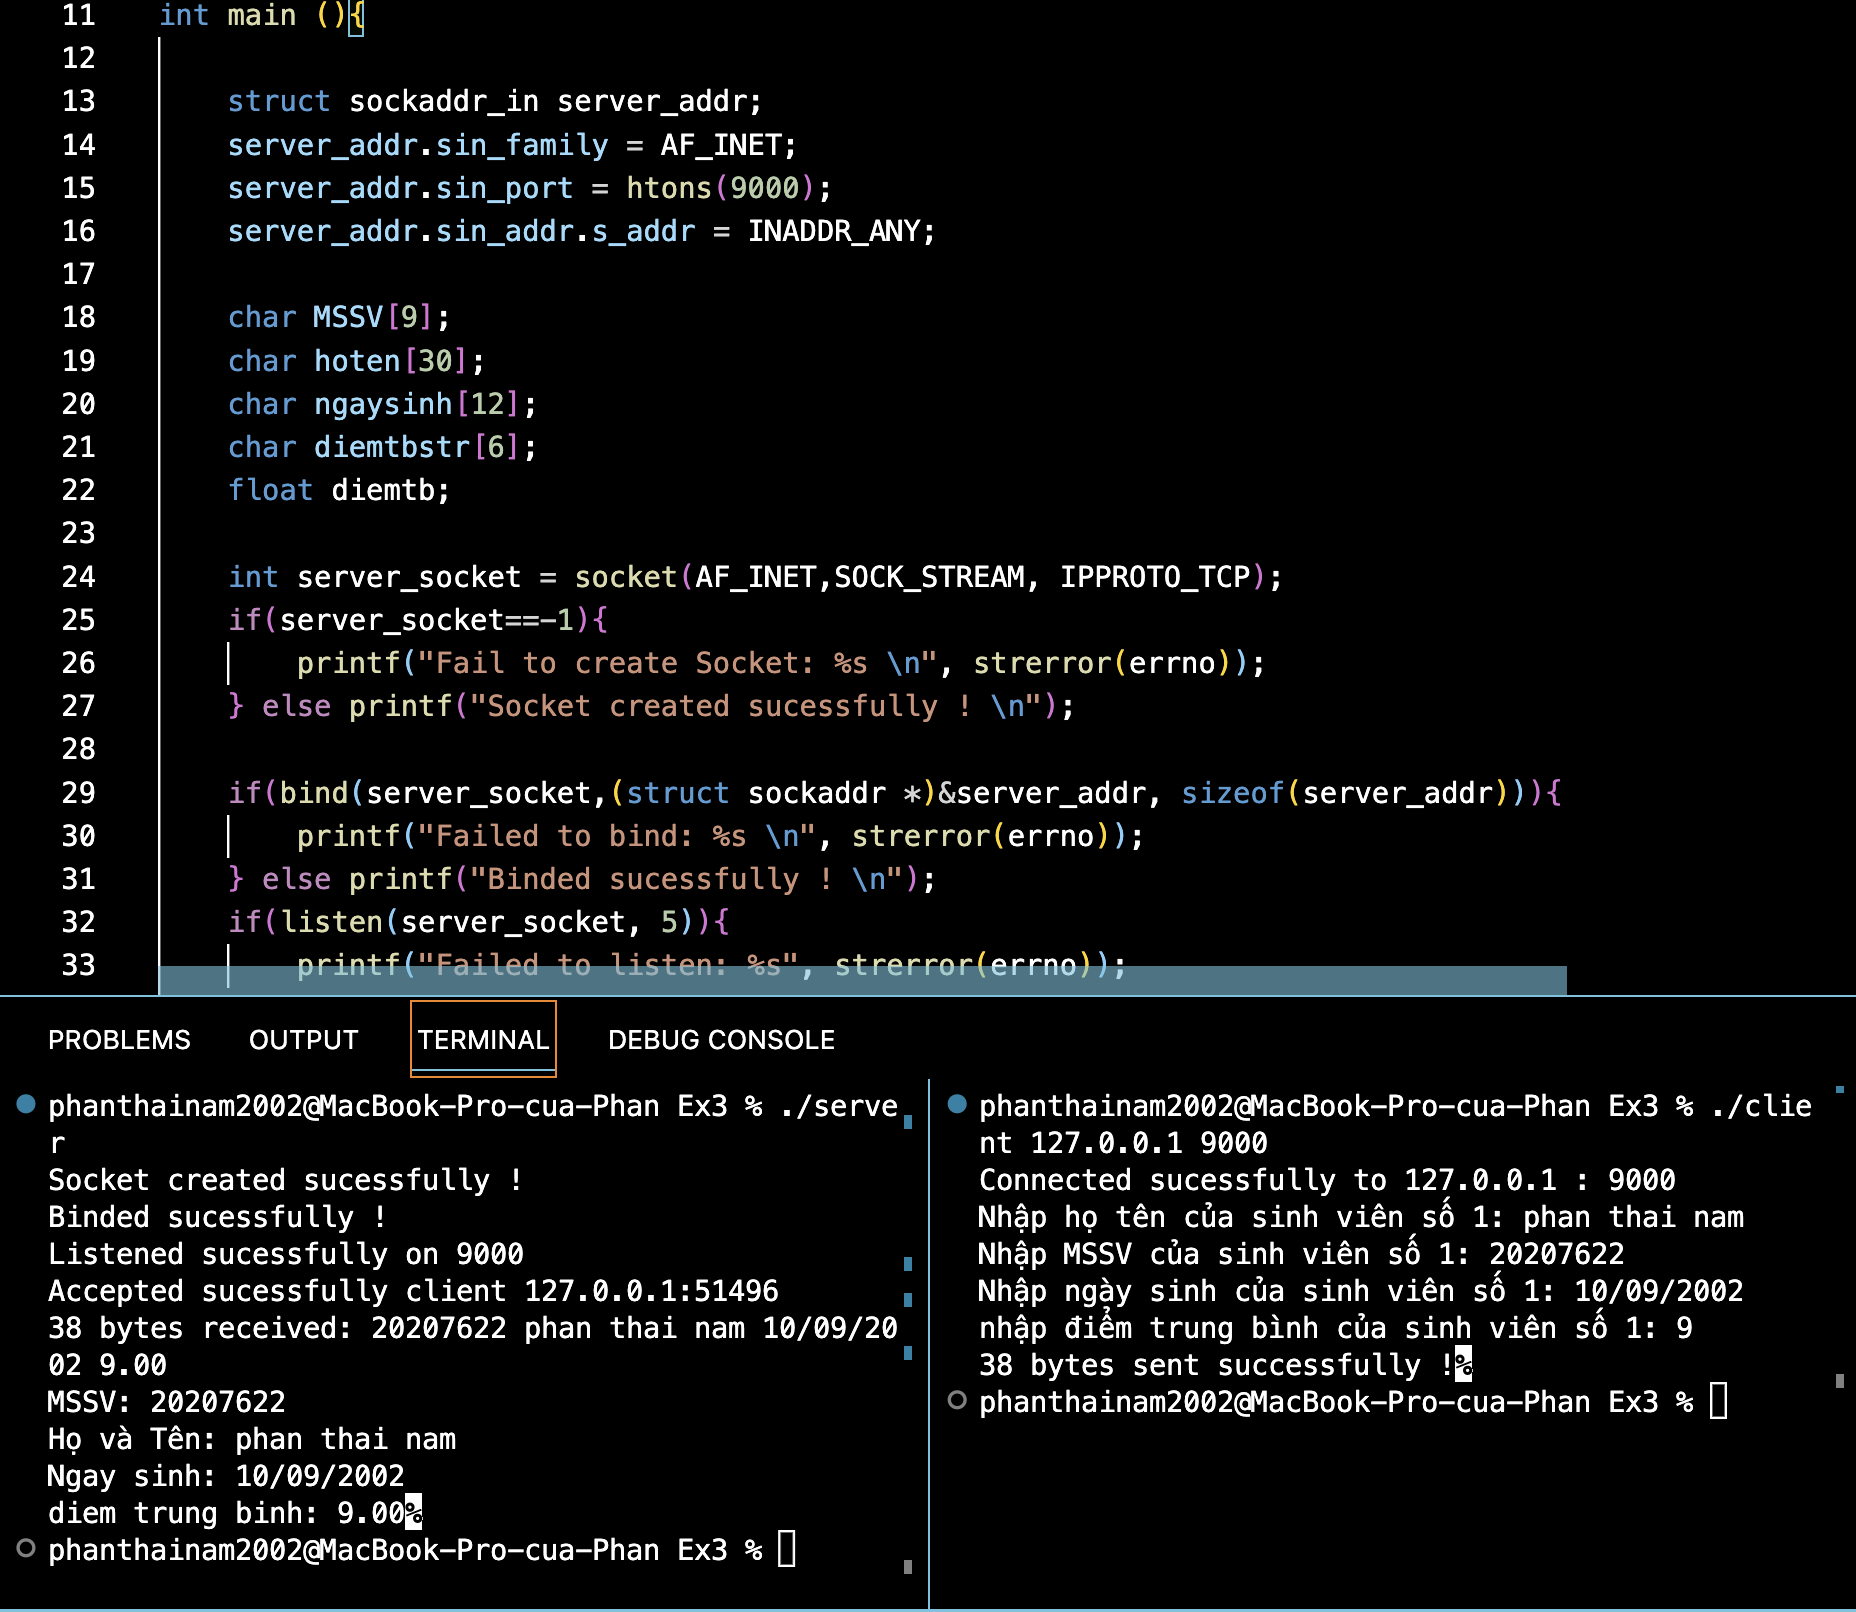 11 int main (){
12
13 struct sockaddr_in server_addr;
14 server_addr.sin_family = AF_INET;
15 server_addr.sin_port = htons(9000);
16 server_addr.sin_addr.s_addr = INADDR_ANY;
17
18 char MSSV[9];
19 char hoten[30];
20 char ngaysinh[12];
21 char diemtbstr[6];
22 float diemtb;
23
24 int server_socket = socket(AF_INET,SOCK_STREAM, IPPROTO_TCP);
25 if(server_socket==-1){
26 printf("Fail to create Socket: %s \n", strerror(errno));
27 } else printf("Socket created sucessfully ! \n");
28
29 if(bind(server_socket,(struct sockaddr *)&server_addr, sizeof(server_addr))){
30 printf("Failed to bind: %s \n", strerror(errno));
31 } else printf("Binded sucessfully ! \n");
32 if(listen(server_socket, 5)){
33 printf("Failed to listen: %s", strerror(errno));
PROBLEMS OUTPUT TERMINAL DEBUG CONSOLE
phanthainam2002@MacBook-Pro-cua-Phan Ex3 % ./serve
r
Socket created sucessfully !
Binded sucessfully !
Listened sucessfully on 9000
Accepted sucessfully client 127.0.0.1:51496
38 bytes received: 20207622 phan thai nam 10/09/20
02 9.00
MSSV: 20207622
Họ và Tên: phan thai nam
Ngay sinh: 10/09/2002
diem trung binh: 9.00%
phanthainam2002@MacBook-Pro-cua-Phan Ex3 %
phanthainam2002@MacBook-Pro-cua-Phan Ex3 % ./clie
nt 127.0.0.1 9000
Connected sucessfully to 127.0.0.1 : 9000
Nhập họ tên của sinh viên số 1: phan thai nam
Nhập MSSV của sinh viên số 1: 20207622
Nhập ngày sinh của sinh viên số 1: 10/09/2002
nhập điểm trung bình của sinh viên số 1: 9
38 bytes sent successfully !%
phanthainam2002@MacBook-Pro-cua-Phan Ex3 %